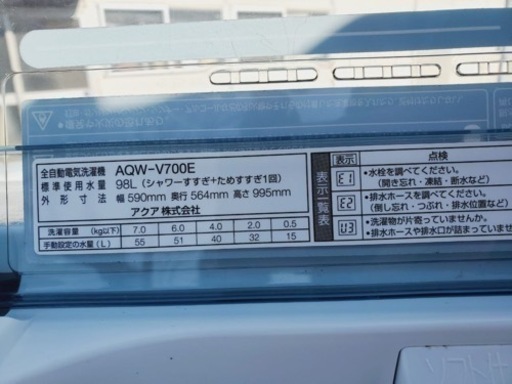 全自動電気洗濯機 AQW-V700E
標準使用水量 98L(シャワーすすぎ+ためすすぎ1回)
外形寸法 幅590mm 奥行564mm 高さ995mm
アクア株式会社
洗濯容量 (kg以下) 7.0 6.0 4.0 2.0 0.5
手動設定の水量(L) 55 51 40 32 15
表示一覧表
表示 点検
E1 ・水栓を調べてください。
(開き忘れ・凍結・断水など)
E2 ・排水ホースを調べてください。
(倒し忘れ・つぶれ・排水口など)
U3 ・洗濯物が片寄っていませんか。
・排水ホースや排水口が詰まっていま